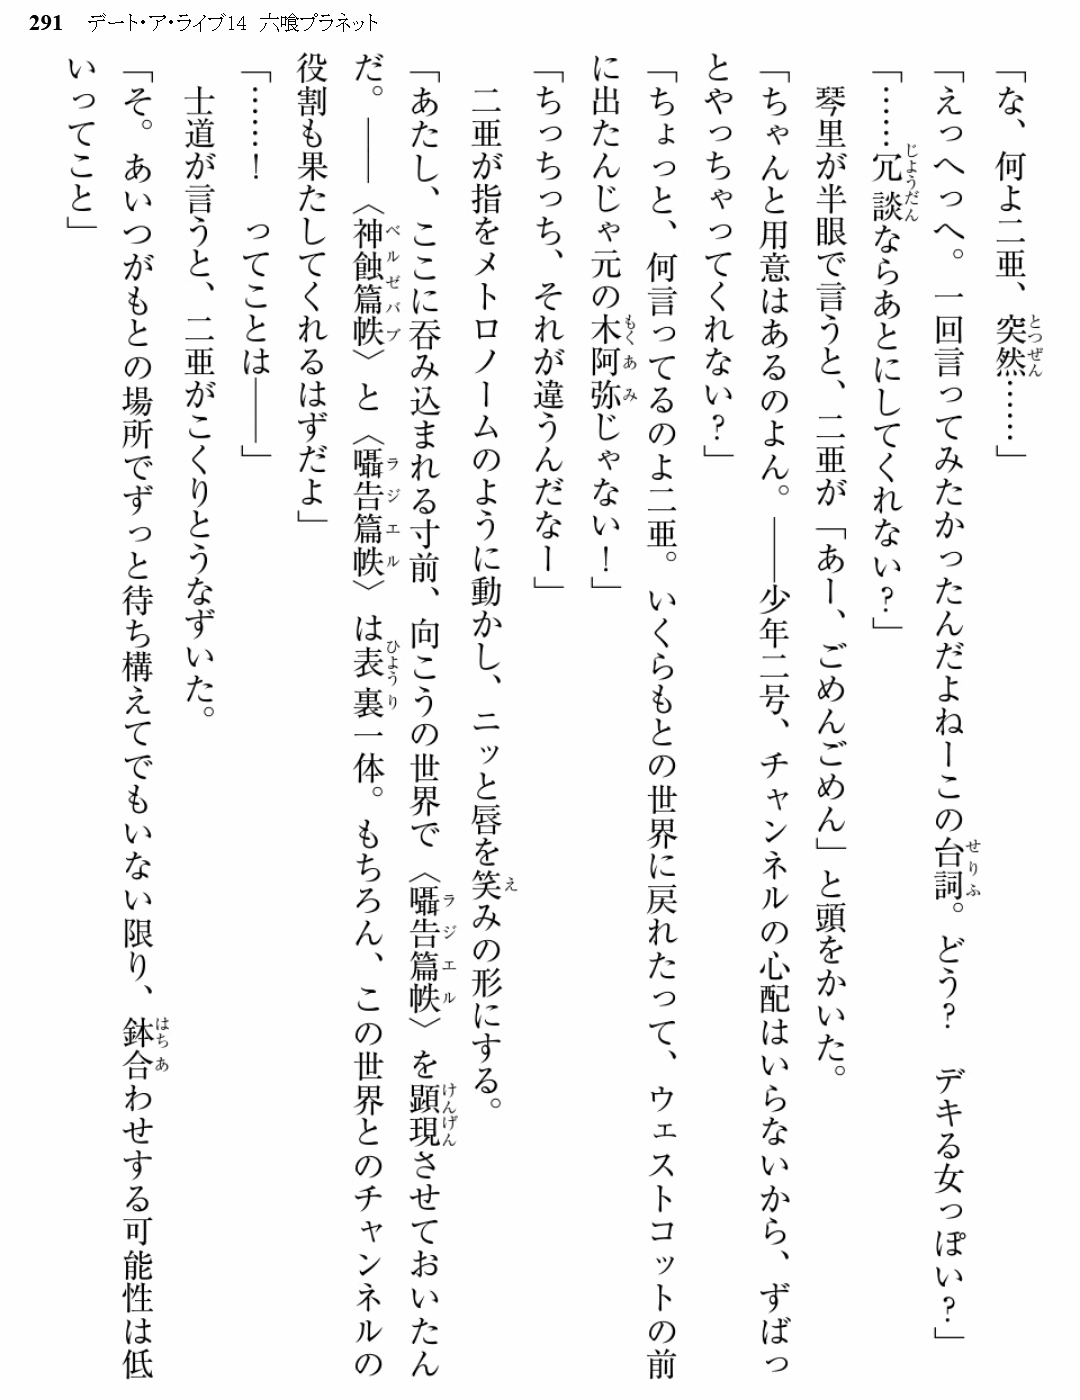 291 デート・ア・ライブ14 六喰プラネット
「な、何よ二亜、突然……」
「えっへっへ。一回言ってみたかったんだよねーこの台詞。どう？　デキる女っぽい？」
「……冗談ならあとにしてくれない？」
　琴里が半眼で言うと、二亜が「あー、ごめんごめん」と頭をかいた。
「ちゃんと用意はあるのよん。――少年二号、チャンネルの心配はいらないから、ずばっ
とやっちゃってくれない？」
「ちょっと、何言ってるのよ二亜。いくらもとの世界に戻れたって、ウェストコットの前
に出たんじゃ元の木阿弥じゃない！」
「ちっちっち、それが違うんだなー」
　二亜が指をメトロノームのように動かし、ニッと唇を笑みの形にする。
「あたし、ここに呑み込まれる寸前、向こうの世界で〈囁告篇帙〉を顕現させておいたん
だ。――〈神蝕篇帙〉と〈囁告篇帙〉は表裏一体。もちろん、この世界とのチャンネルの
役割も果たしてくれるはずだよ」
「……！　ってことは――」
　士道が言うと、二亜がこくりとうなずいた。
「そ。あいつがもとの場所でずっと待ち構えてでもいない限り、鉢合わせする可能性は低
いってこと」